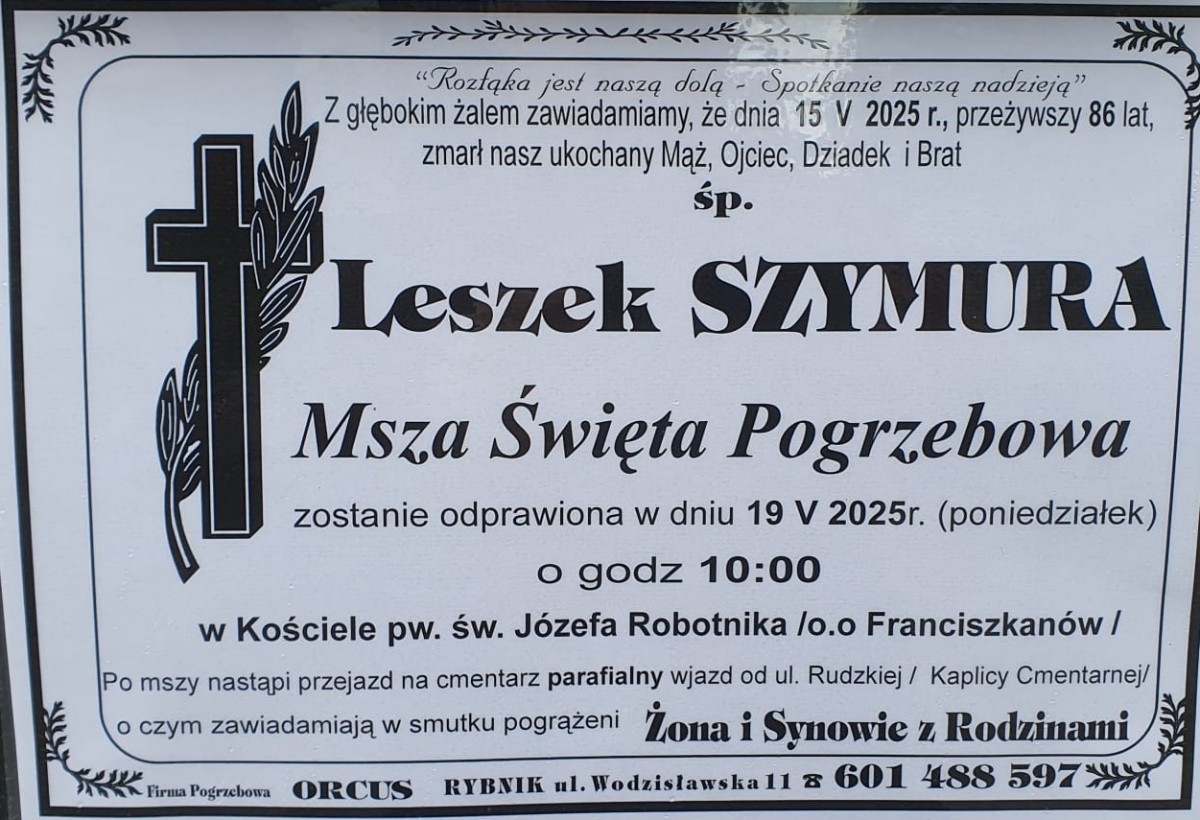 “Rozłąka jest naszą dolą - Spotkanie naszą nadzieją”
Z głębokim żalem zawiadamiamy, że dnia 15 V 2025 r., przeżywszy 86 lat,
zmarł nasz ukochany Mąż, Ojciec, Dziadek i Brat
śp.
Leszek SZYMURA
Msza Święta Pogrzebowa
zostanie odprawiona w dniu 19 V 2025r. (poniedziałek)
o godz 10:00
w Kościele pw. św. Józefa Robotnika /o.o Franciszkanów /
Po mszy nastąpi przejazd na cmentarz parafialny wjazd od ul. Rudzkiej / Kaplicy Cmentarnej/
o czym zawiadamiają w smutku pogrążeni Żona i Synowie z Rodzinami
Firma Pogrzebowa ORCUS RYBNIK ul. Wodzisławska 11 ☎ 601 488 597